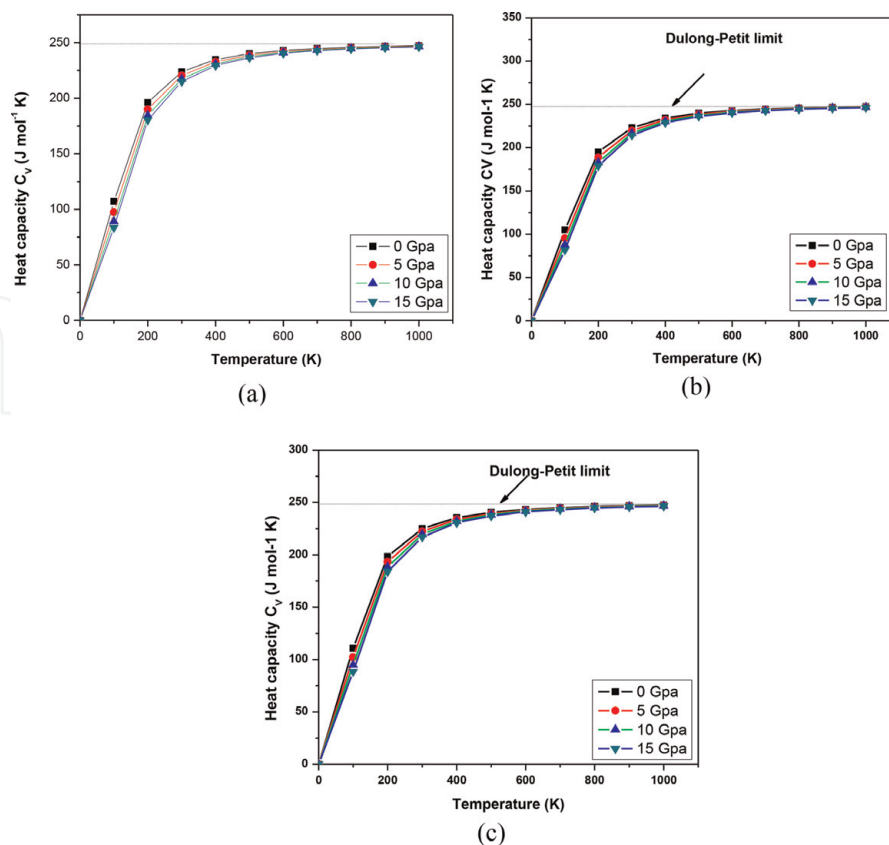 Heat capacity C_V (J mol⁻¹ K)
250
200
150
100
50
0
0 Gpa
5 Gpa
10 Gpa
15 Gpa
0 200 400 600 800 1000
Temperature (K)
(a)
Heat capacity CV (J mol-1 K)
350
300
250
200
150
100
50
0
Dulong-Petit limit
0 Gpa
5 Gpa
10 Gpa
15 Gpa
0 200 400 600 800 1000
Temperature (K)
(b)
Heat capacity C_V (J mol-1 K)
300
250
200
150
100
50
0
Dulong-Petit limit
0 Gpa
5 Gpa
10 Gpa
15 Gpa
0 200 400 600 800 1000
Temperature (K)
(c)